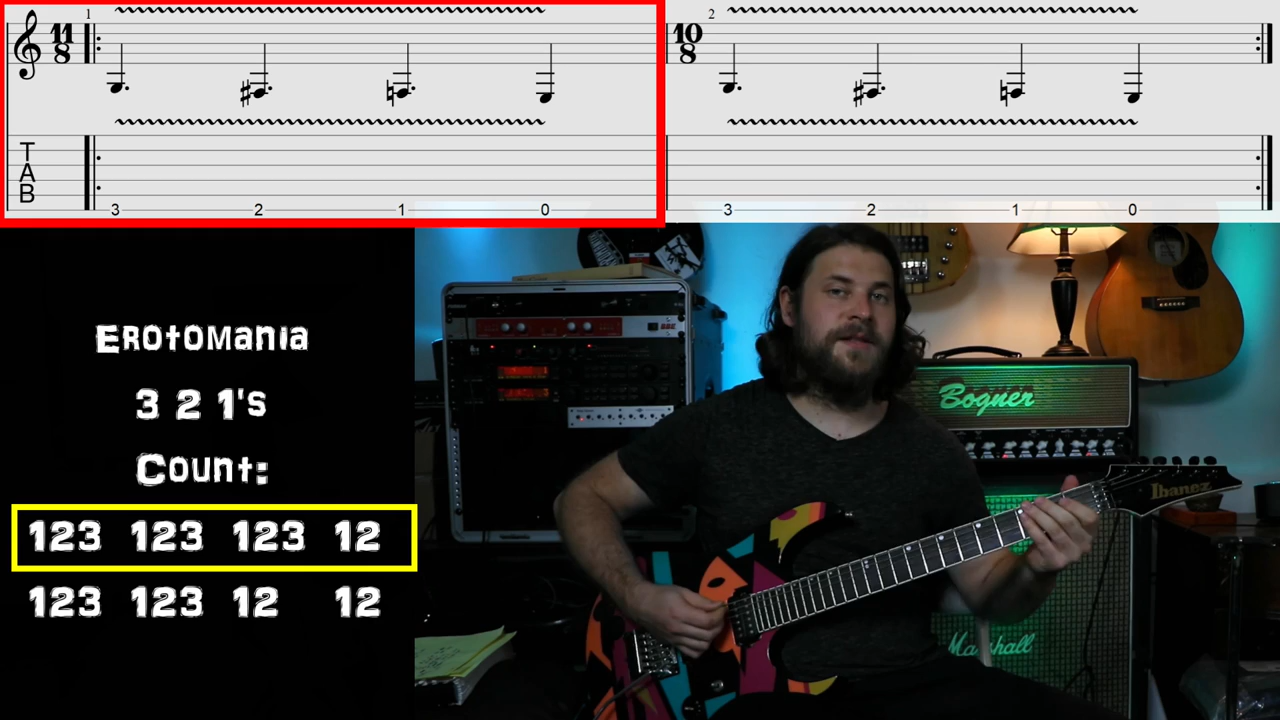 1
11
8
2
10
8
T
A
B
3 2 1 0
3 2 1 0
Erotomania
3 2 1's
Count:
123 123 123 12
123 123 12 12
BBE
Bogner
Ibanez
Marshall